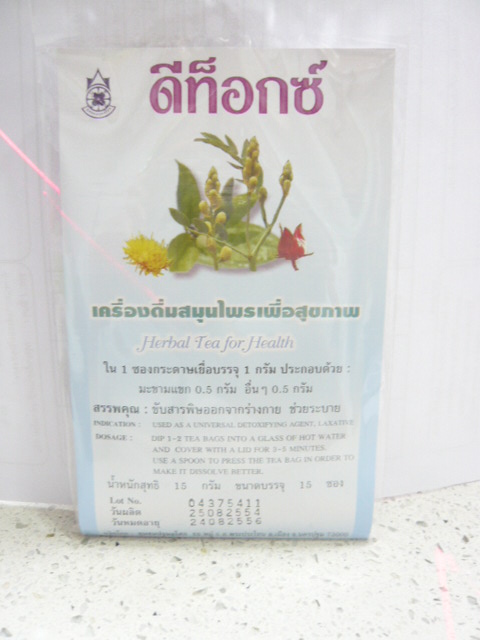 ดีท็อกซ์
เครื่องดื่มสมุนไพรเพื่อสุขภาพ
Herbal Tea for Health
ใน 1 ซองกระดาษเยื่อบรรจุ 1 กรัม ประกอบด้วย :
มะขามแขก 0.5 กรัม อื่นๆ 0.5 กรัม
สรรพคุณ : ขับสารพิษออกจากร่างกาย ช่วยระบาย
INDICATION : USED AS A UNIVERSAL DETOXIFYING AGENT, LAXATIVE
DOSAGE : DIP 1-2 TEA BAGS INTO A GLASS OF HOT WATER
AND COVER WITH A LID FOR 3-5 MINUTES.
USE A SPOON TO PRESS THE TEA BAG IN ORDER TO
MAKE IT DISSOLVE BETTER.
น้ำหนักสุทธิ 15 กรัม ขนาดบรรจุ 15 ซอง
Lot No. 04375411
วันผลิต 25082554
วันหมดอายุ 24082556